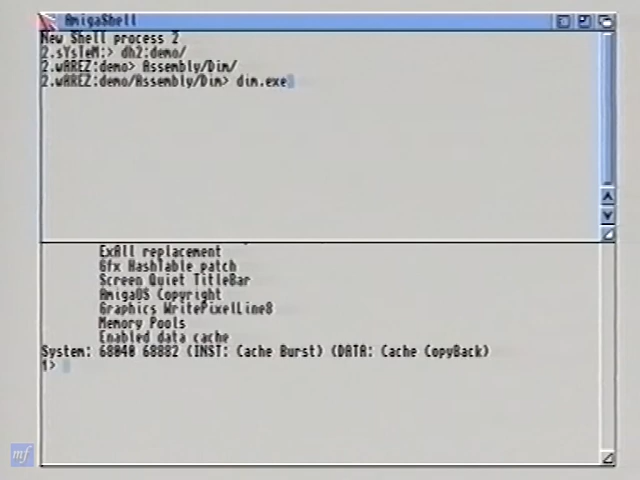 AmigaShell
New Shell process 2
2.sYsTeM:> dh2:demo/
2.wAREZ:demo> Assembly/Dim/
2.wAREZ:demo/Assembly/Dim> dim.exe
ExAll replacement
Gfx HashTable patch
Screen Quiet TitleBar
AmigaOS Copyright
Graphics WritePixelLine8
Memory Pools
Enabled data cache
System: 68040 68882 (INST: Cache Burst) (DATA: Cache CopyBack)
1>
mf